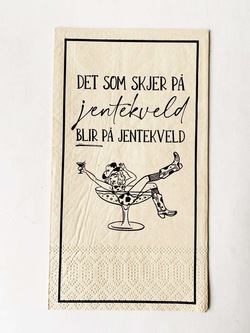 DET SOM SKJER PÅ
jentekveld
BLIR PÅ JENTEKVELD